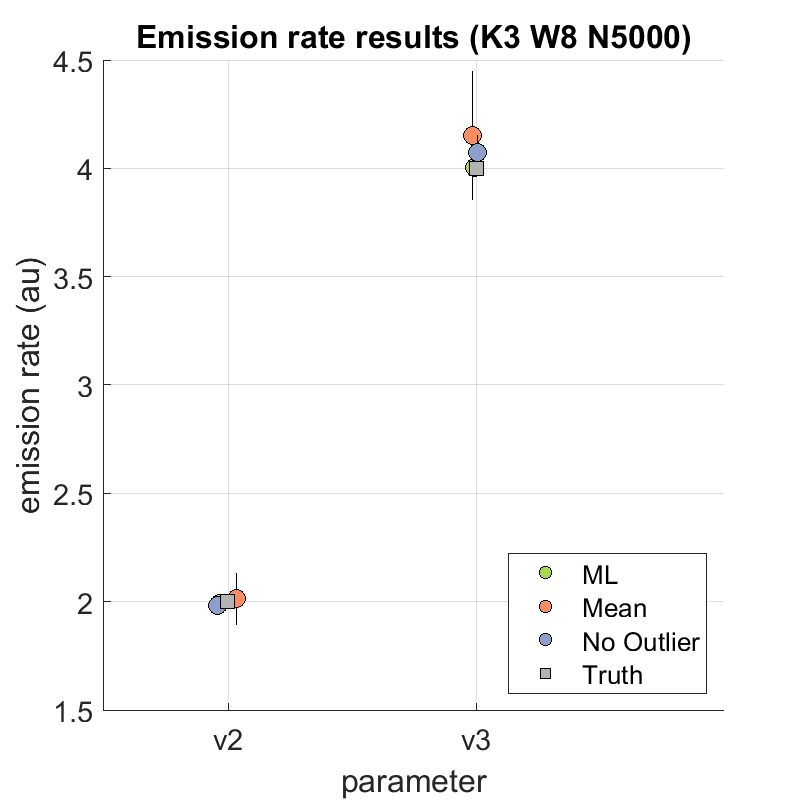 Emission rate results (K3 W8 N5000)
4.5
4
3.5
3
2.5
2
1.5
emission rate (au)
v2
v3
parameter
ML
Mean
No Outlier
Truth